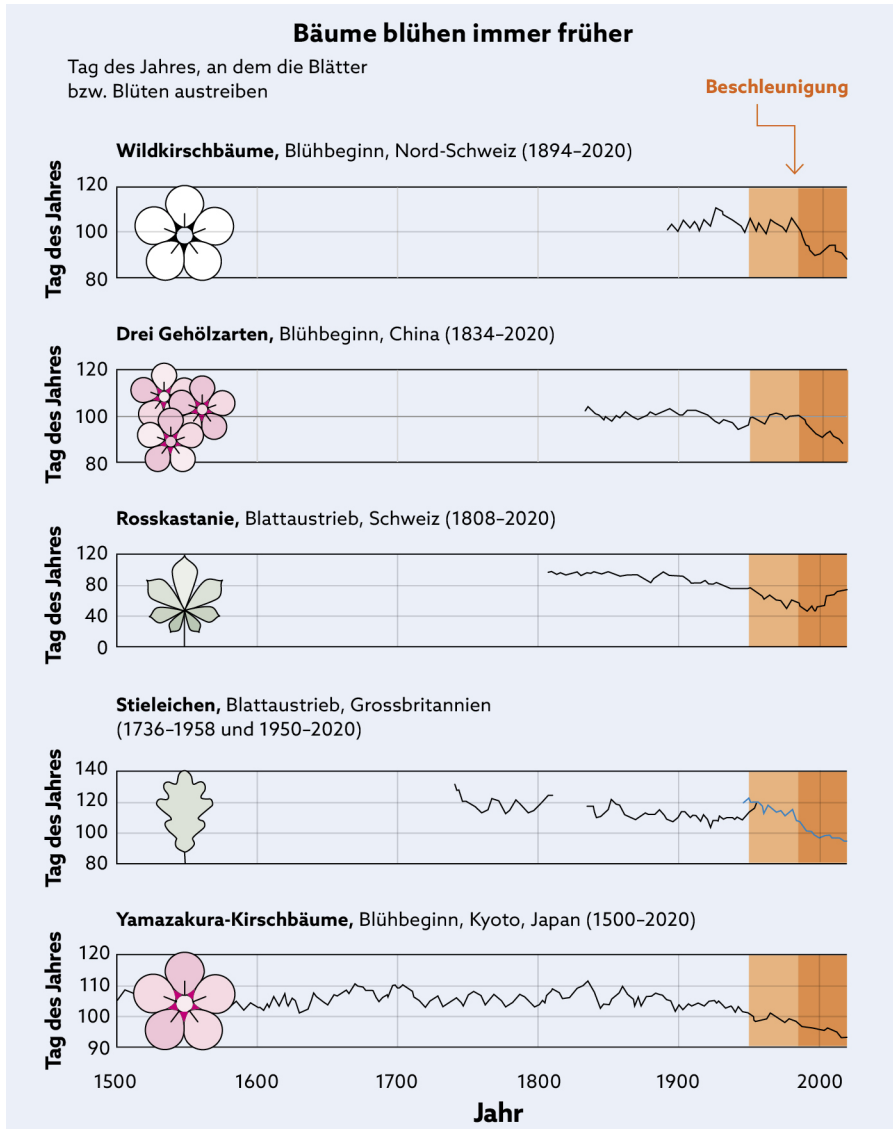 Bäume blühen immer früher
Tag des Jahres, an dem die Blätter
bzw. Blüten austreiben
Beschleunigung
Wildkirschbäume, Blühbeginn, Nord-Schweiz (1894–2020)
Tag des Jahres
120
100
80
Drei Gehölzarten, Blühbeginn, China (1834–2020)
Tag des Jahres
120
100
80
Rosskastanie, Blattaustrieb, Schweiz (1808–2020)
Tag des Jahres
120
80
40
0
Stieleichen, Blattaustrieb, Grossbritannien
(1736–1958 und 1950–2020)
Tag des Jahres
140
120
100
80
Yamazakura-Kirschbäume, Blühbeginn, Kyoto, Japan (1500–2020)
Tag des Jahres
120
110
100
90
1500 1600 1700 1800 1900 2000
Jahr